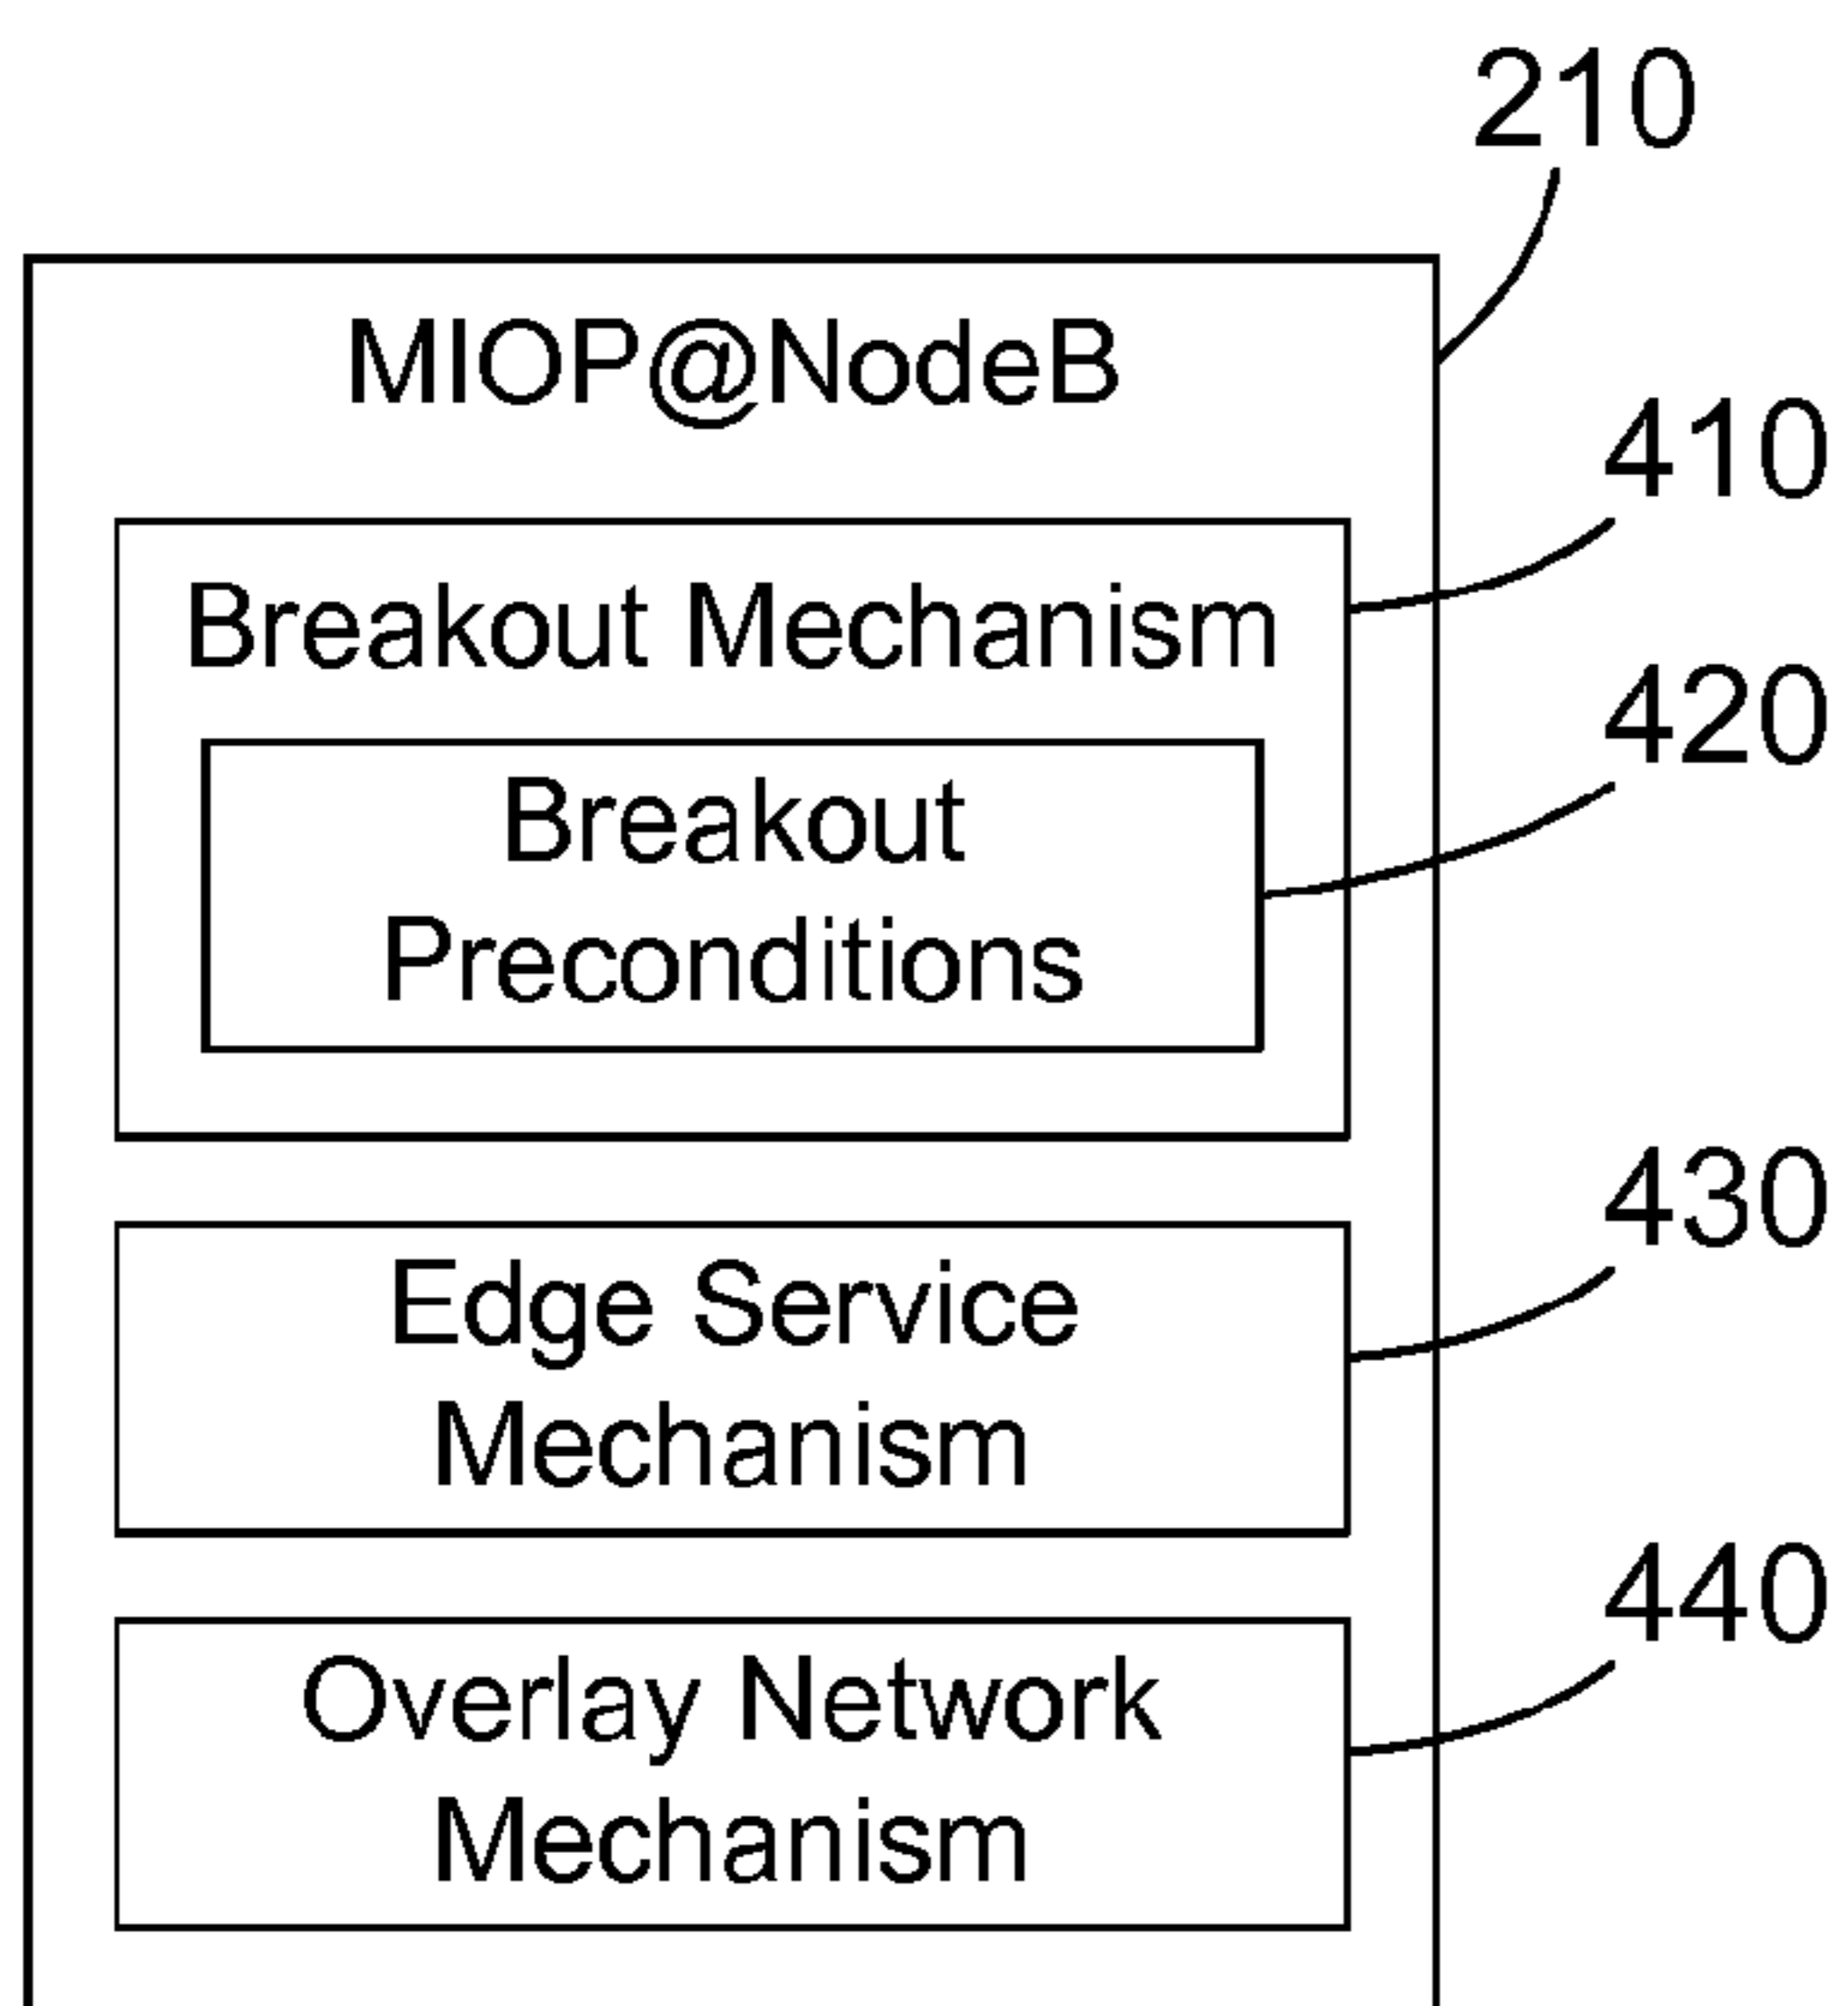 210
MIOP@NodeB
410
Breakout Mechanism
420
Breakout
Preconditions
430
Edge Service
Mechanism
440
Overlay Network
Mechanism